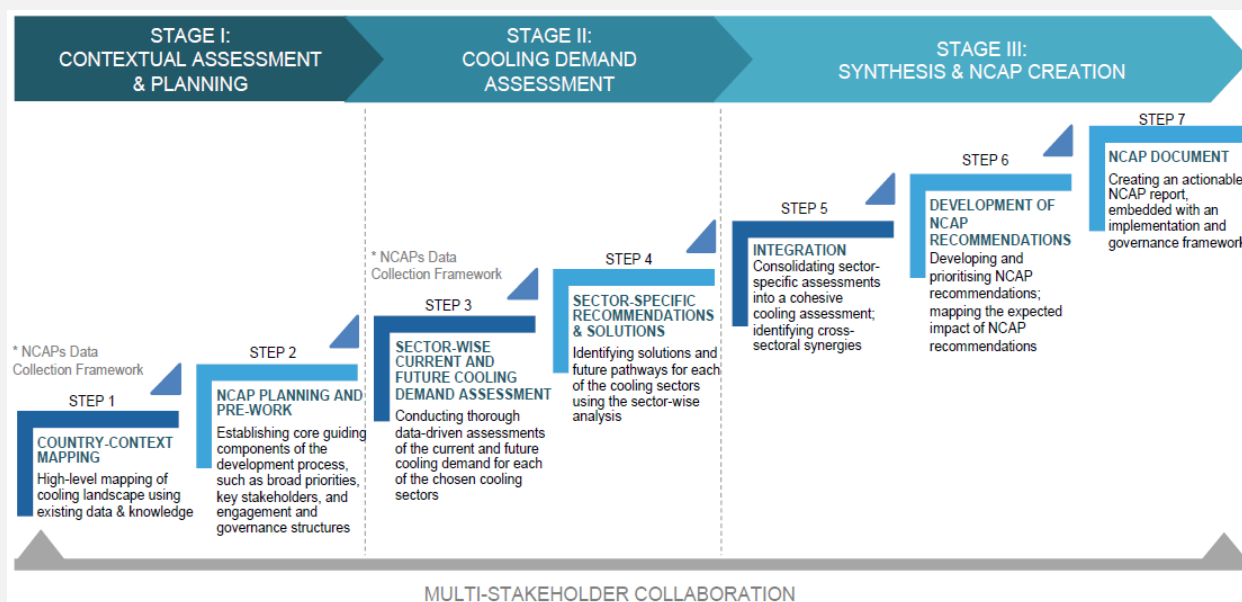 STAGE I:
CONTEXTUAL ASSESSMENT
& PLANNING
STAGE II:
COOLING DEMAND
ASSESSMENT
STAGE III:
SYNTHESIS & NCAP CREATION
* NCAPs Data
Collection Framework
STEP 1
COUNTRY-CONTEXT
MAPPING
High-level mapping of
cooling landscape using
existing data & knowledge
STEP 2
NCAP PLANNING AND
PRE-WORK
Establishing core guiding
components of the
development process,
such as broad priorities,
key stakeholders, and
engagement and
governance structures
* NCAPs Data
Collection Framework
STEP 3
SECTOR-WISE
CURRENT AND
FUTURE COOLING
DEMAND ASSESSMENT
Conducting thorough
data-driven assessments
of the current and future
cooling demand for each
of the chosen cooling
sectors
STEP 4
SECTOR-SPECIFIC
RECOMMENDATIONS
& SOLUTIONS
Identifying solutions and
future pathways for each
of the cooling sectors
using the sector-wise
analysis
STEP 5
INTEGRATION
Consolidating sector-
specific assessments
into a cohesive
cooling assessment;
identifying cross-
sectoral synergies
STEP 6
DEVELOPMENT OF
NCAP
RECOMMENDATIONS
Developing and
prioritising NCAP
recommendations;
mapping the expected
impact of NCAP
recommendations
STEP 7
NCAP DOCUMENT
Creating an actionable
NCAP report,
embedded with an
implementation and
governance framework
MULTI-STAKEHOLDER COLLABORATION